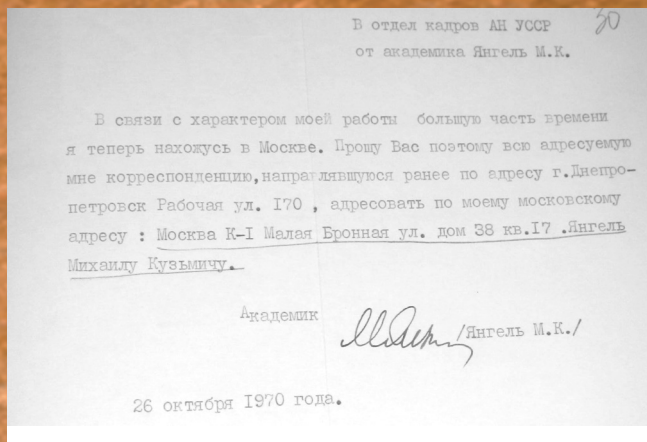 30
В отдел кадров АН УССР
от академика Янгель М.К.
В связи с характером моей работы большую часть времени
я теперь нахожусь в Москве. Прошу Вас поэтому всю адресуемую
мне корреспонденцию,направлявшуюся ранее по адресу г.Днепро-
петровск Рабочая ул. I70 , адресовать по моему московскому
адресу : Москва К-I Малая Бронная ул. дом 38 кв.I7 .Янгель
Михаилу Кузьмичу.
Академик
/Янгель М.К./
26 октября I970 года.